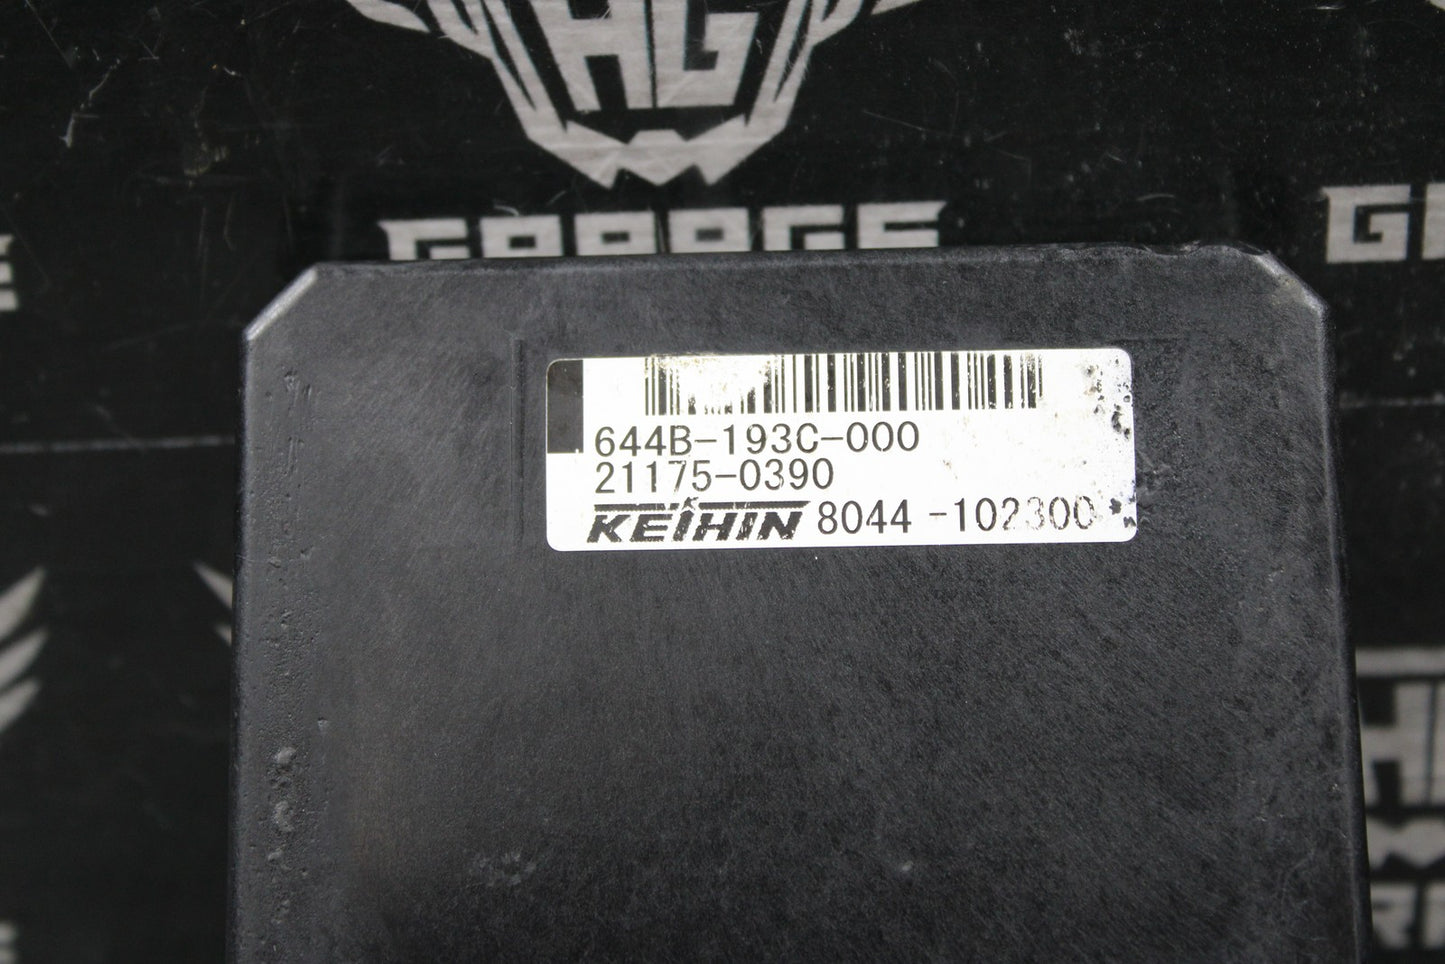 HG
GARAGE
G
644B-193C-000
21175-0390
KEIHIN 8044-102300
H